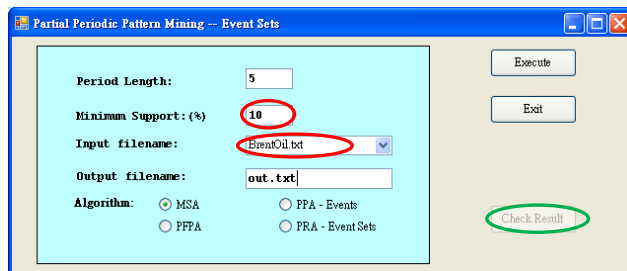 Partial Periodic Pattern Mining -- Event Sets
Period Length: 5
Execute
Minimum Support:(%) 10
Exit
Input filename: BrentOil.txt
Output filename: out.txt
Algorithm: MSA PPA - Events
PFPA PRA - Event Sets
Check Result